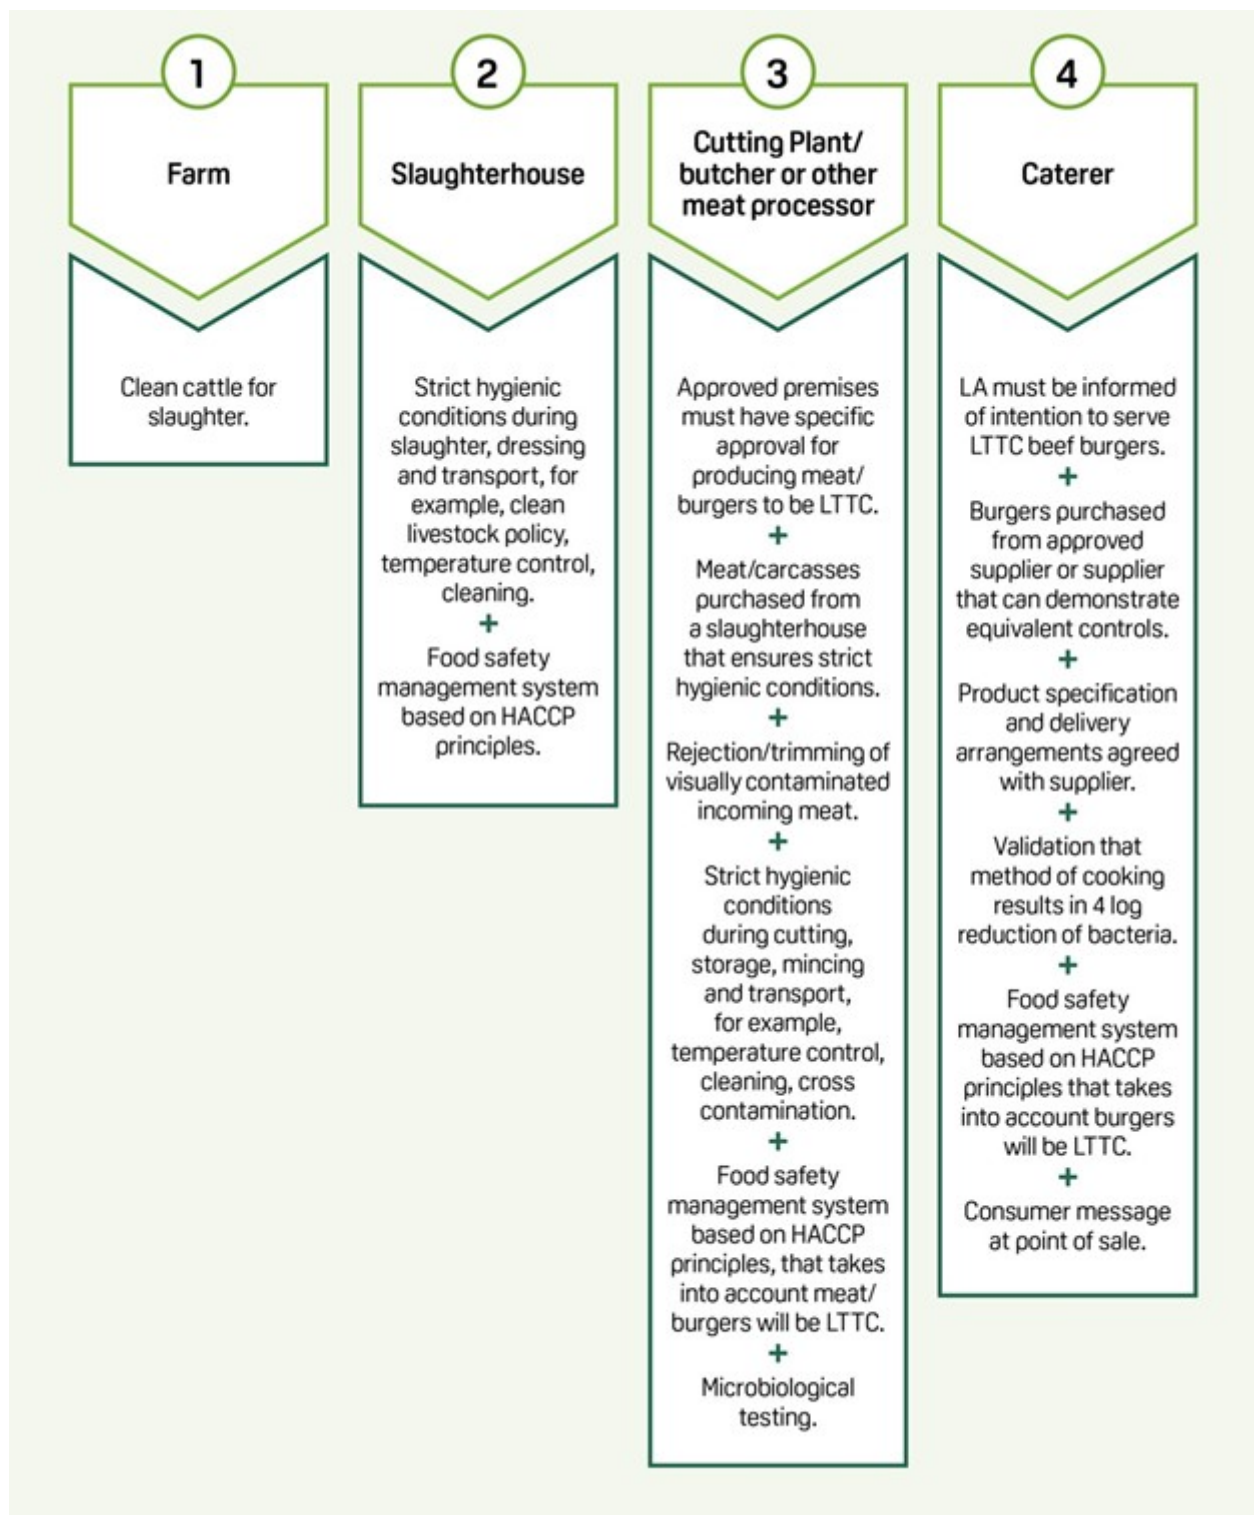 1
Farm
Clean cattle for
slaughter.
2
Slaughterhouse
Strict hygienic
conditions during
slaughter, dressing
and transport, for
example, clean
livestock policy,
temperature control,
cleaning.
+
Food safety
management system
based on HACCP
principles.
3
Cutting Plant/
butcher or other
meat processor
Approved premises
must have specific
approval for
producing meat/
burgers to be LTTC.
+
Meat/carcasses
purchased from
a slaughterhouse
that ensures strict
hygienic conditions.
+
Rejection/trimming of
visually contaminated
incoming meat.
+
Strict hygienic
conditions
during cutting,
storage, mincing
and transport,
for example,
temperature control,
cleaning, cross
contamination.
+
Food safety
management system
based on HACCP
principles, that takes
into account meat/
burgers will be LTTC.
+
Microbiological
testing.
4
Caterer
LA must be informed
of intention to serve
LTTC beef burgers.
+
Burgers purchased
from approved
supplier or supplier
that can demonstrate
equivalent controls.
+
Product specification
and delivery
arrangements agreed
with supplier.
+
Validation that
method of cooking
results in 4 log
reduction of bacteria.
+
Food safety
management system
based on HACCP
principles that takes
into account burgers
will be LTTC.
+
Consumer message
at point of sale.